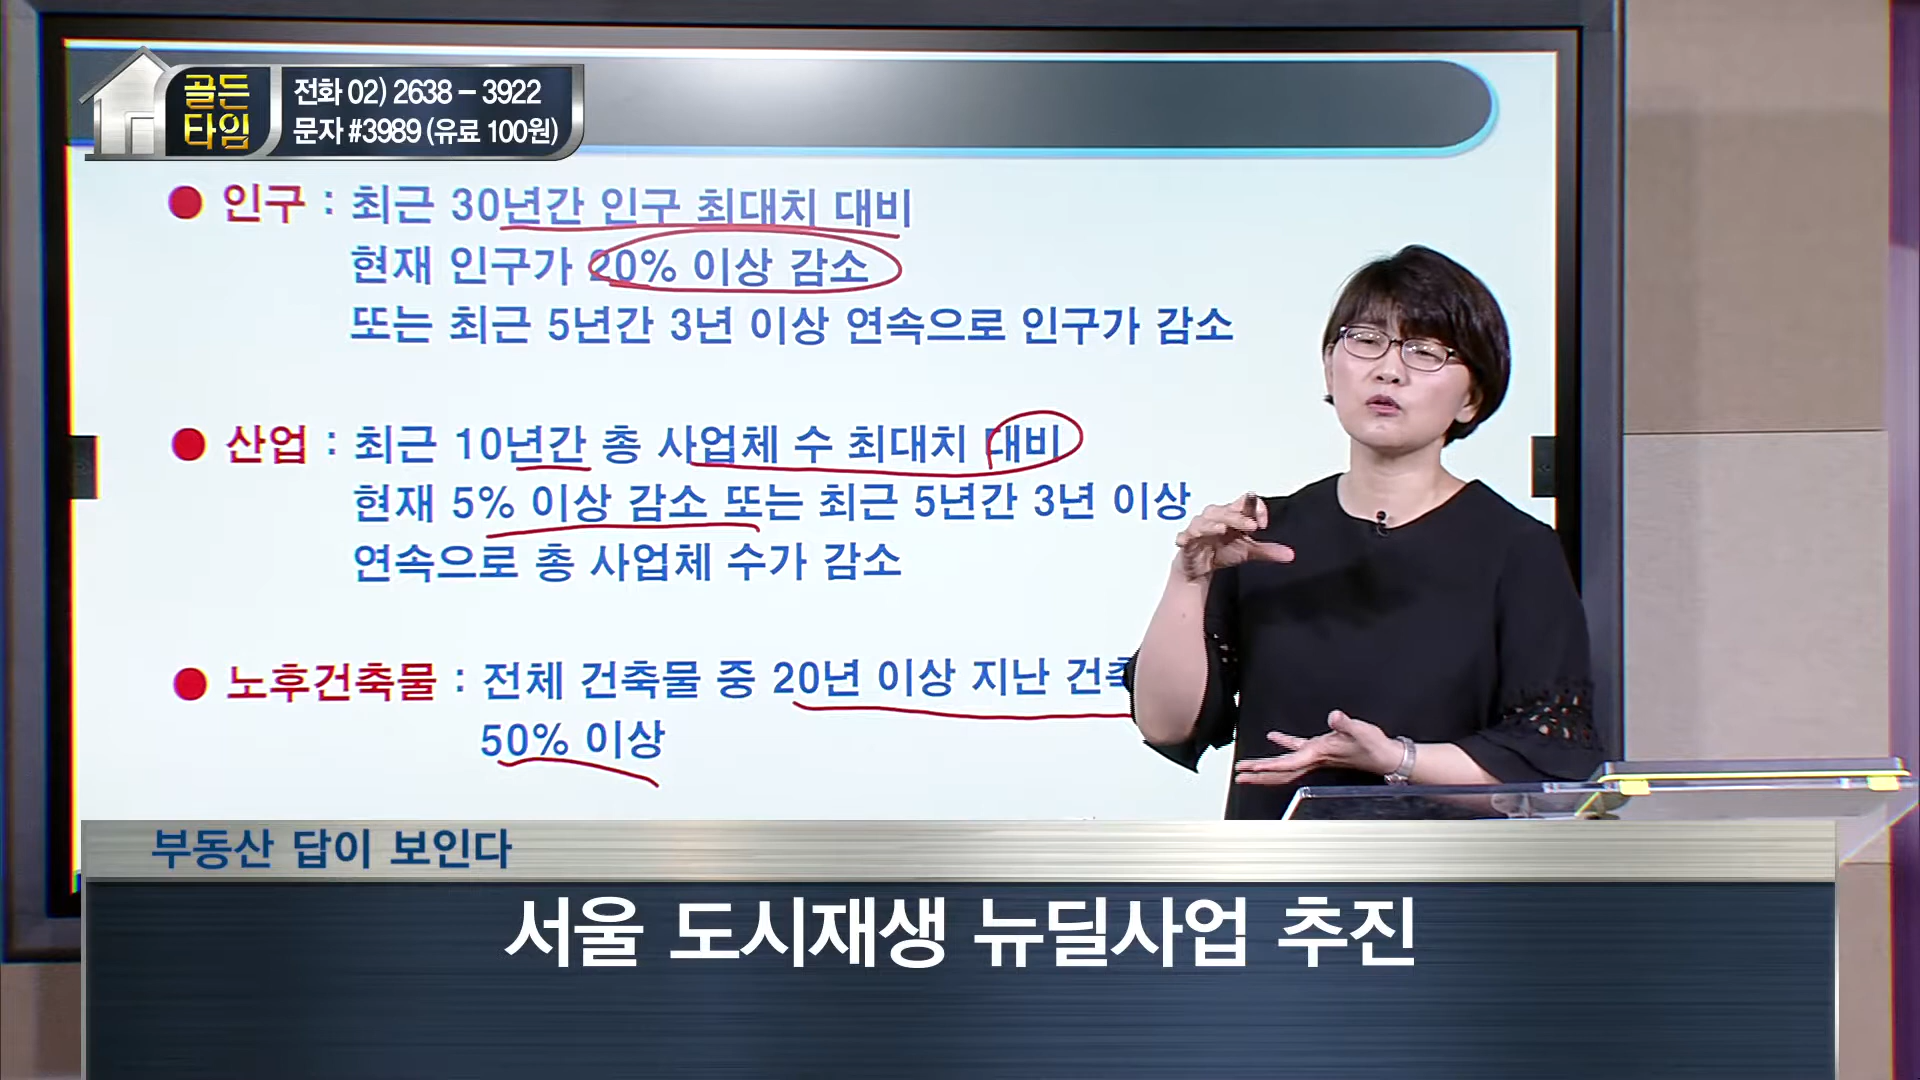 골든
타임
전화 02) 2638 – 3922
문자 #3989 (유료 100원)
● 인구 : 최근 30년간 인구 최대치 대비
현재 인구가 20% 이상 감소
또는 최근 5년간 3년 이상 연속으로 인구가 감소
● 산업 : 최근 10년간 총 사업체 수 최대치 대비
현재 5% 이상 감소 또는 최근 5년간 3년 이상
연속으로 총 사업체 수가 감소
● 노후건축물 : 전체 건축물 중 20년 이상 지난
50% 이상
부동산 답이 보인다
서울 도시재생 뉴딜사업 추진